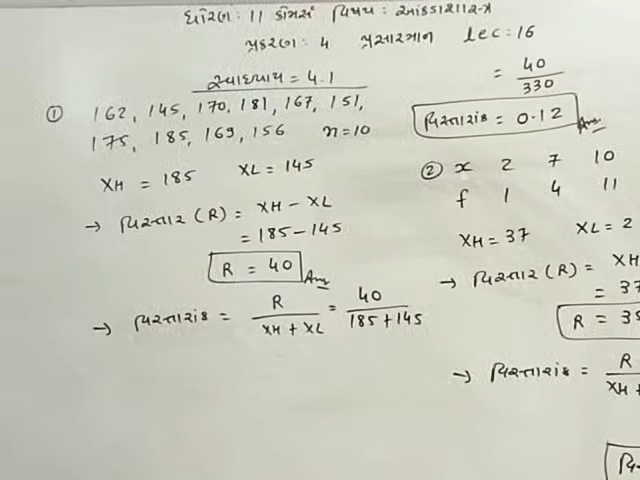 ધોરણ : 11 કોમર્સ વિષય : આંકડાશાસ્ત્ર
પ્રકરણ : 4 પ્રસારમાન lec : 16
સ્વાધ્યાય = 4.1
① 162, 145, 170, 181, 167, 151,
175, 185, 169, 156 n = 10
XH = 185 XL = 145
→ વિસ્તાર (R) = XH − XL
= 185 − 145
R = 40 Ans
→ વિસ્તારાંક = R / XH + XL = 40 / 185 + 145
= 40 / 330
વિસ્તારાંક = 0.12 Ans
② x 2 7 10
f 1 4 11
XH = 37 XL = 2
→ વિસ્તાર (R) = XH
= 37
R = 35
→ વિસ્તારાંક = R / XH +